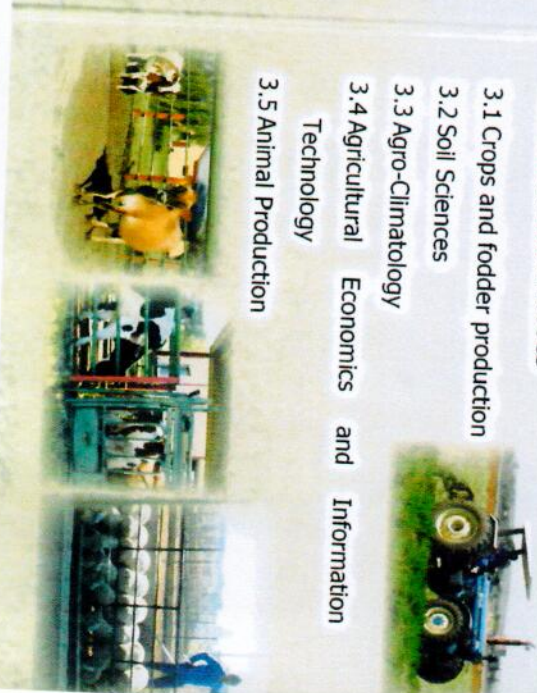 3.1 Crops and fodder production
3.2 Soil Sciences
3.3 Agro-Climatology
3.4 Agricultural Economics and Information
Technology
3.5 Animal Production